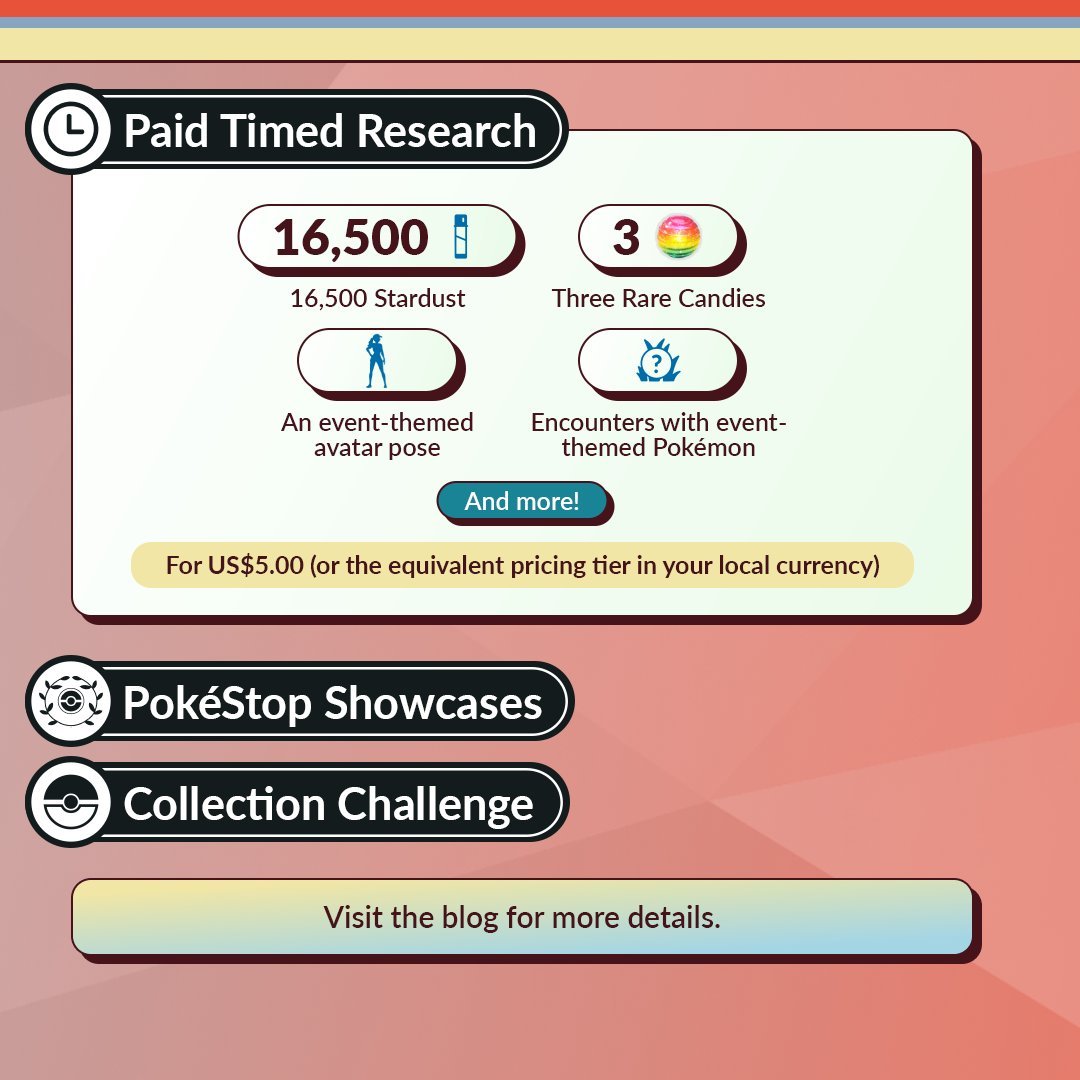 Paid Timed Research
16,500
3
16,500 Stardust
Three Rare Candies
?
An event-themed
avatar pose
Encounters with event-
themed Pokémon
And more!
For US$5.00 (or the equivalent pricing tier in your local currency)
PokéStop Showcases
Collection Challenge
Visit the blog for more details.